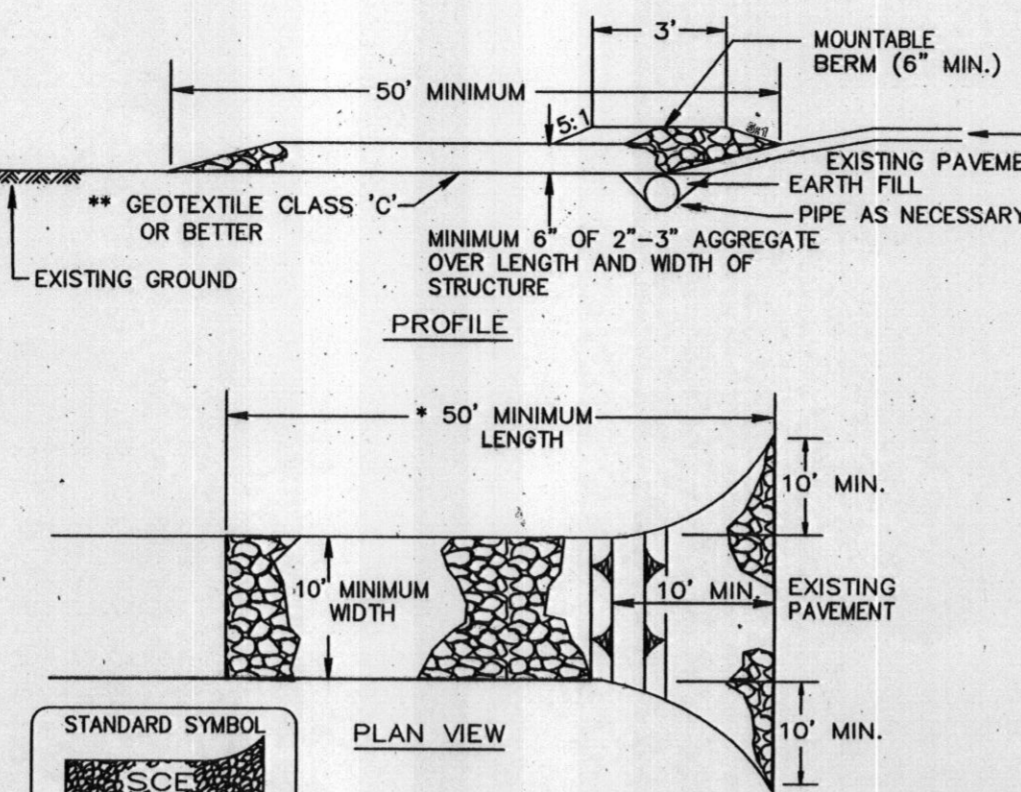 3'
MOUNTABLE
BERM (6" MIN.)
50' MINIMUM
5:1
EXISTING PAVEME
** GEOTEXTILE CLASS 'C'
OR BETTER
EARTH FILL
PIPE AS NECESSARY
MINIMUM 6" OF 2"-3" AGGREGATE
OVER LENGTH AND WIDTH OF
STRUCTURE
EXISTING GROUND
PROFILE
* 50' MINIMUM
LENGTH
10' MIN.
10' MINIMUM
WIDTH
10' MIN.
EXISTING
PAVEMENT
10' MIN.
STANDARD SYMBOL
SCE
PLAN VIEW